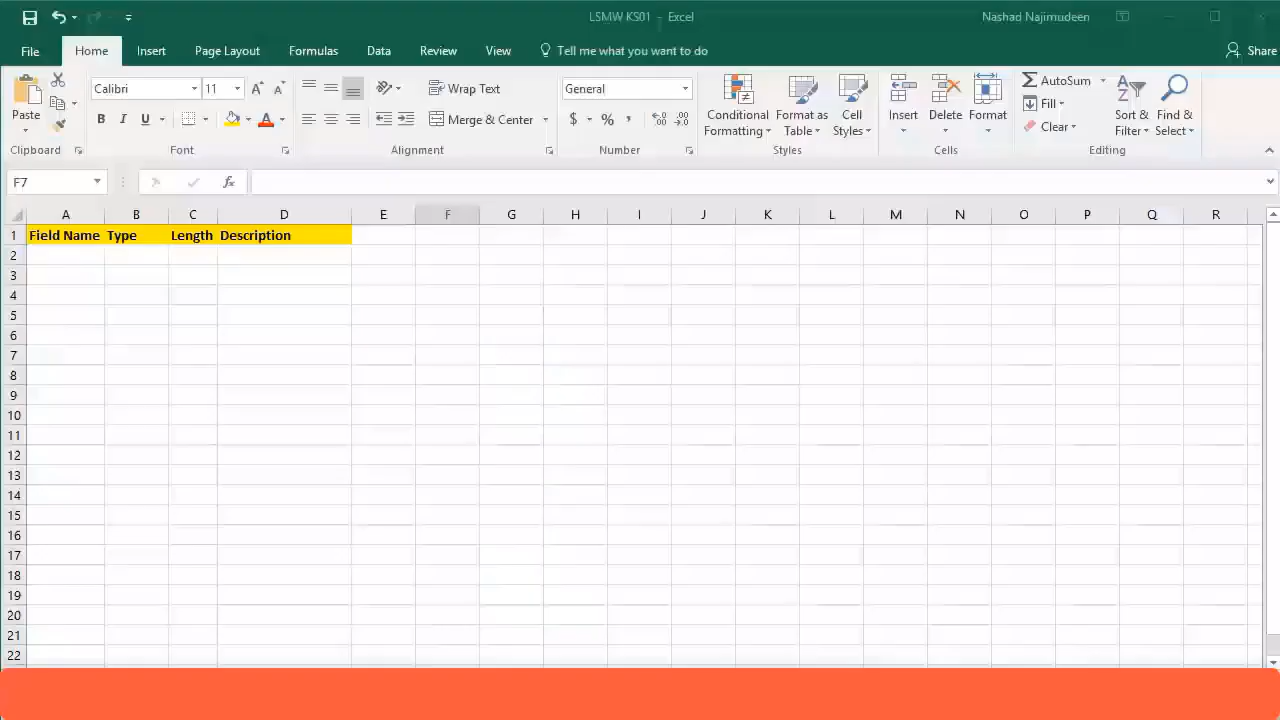 LSMW KS01 - Excel
Nashad Najimudeen
File Home Insert Page Layout Formulas Data Review View Tell me what you want to do Share
Calibri 11 General
Paste
B I U
Wrap Text
Merge & Center
$ % ,
Conditional Formatting
Format as Table
Cell Styles
Insert Delete Format
AutoSum
Fill
Clear
Sort & Filter
Find & Select
Clipboard Font Alignment Number Styles Cells Editing
F7 fx
A B C D E F G H I J K L M N O P Q R
1 Field Name Type Length Description
2
3
4
5
6
7
8
9
10
11
12
13
14
15
16
17
18
19
20
21
22